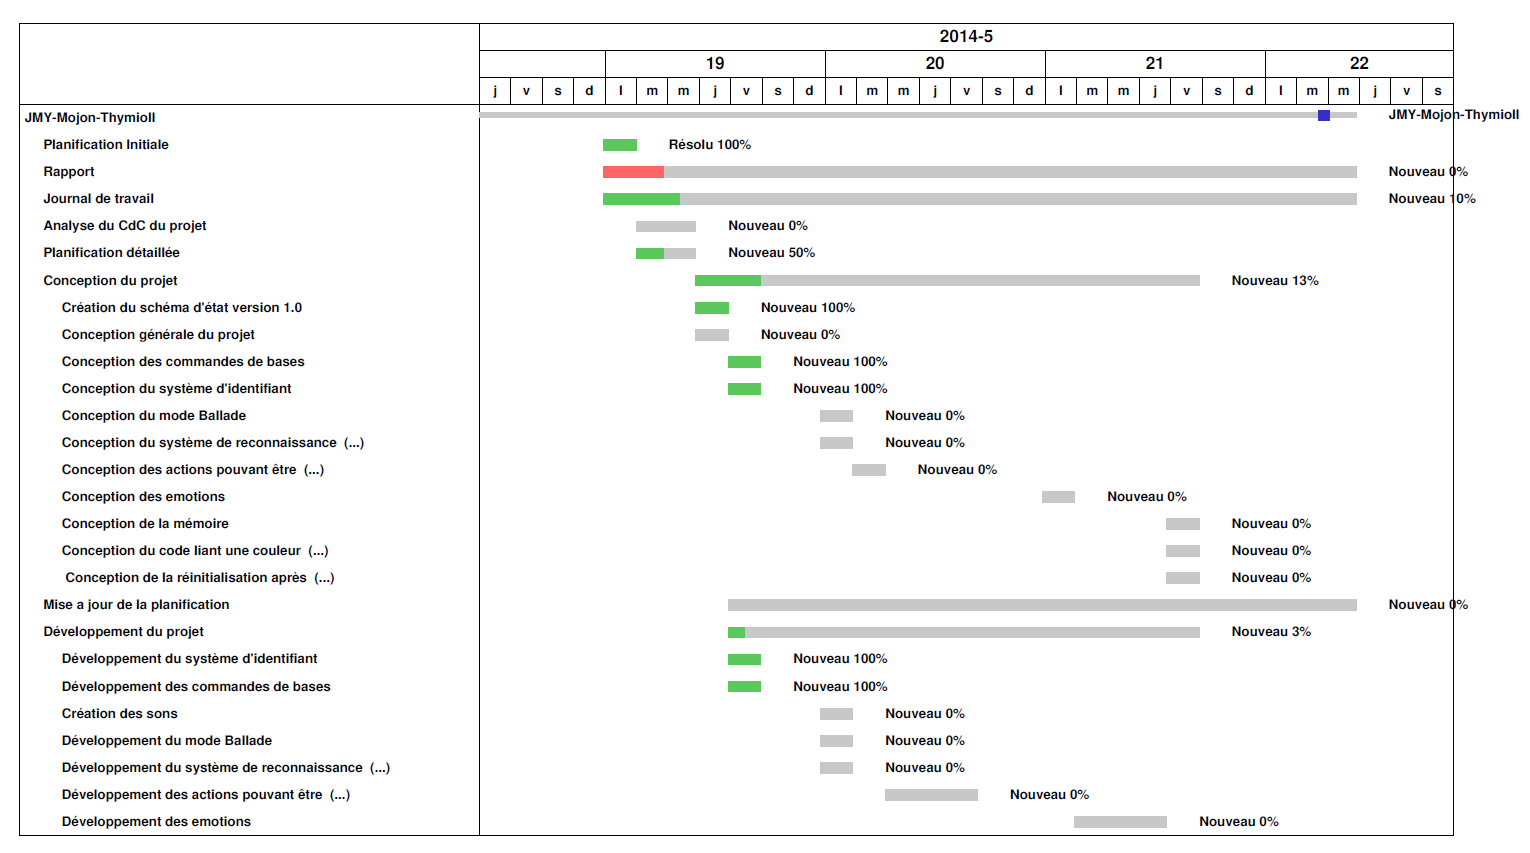 2014-5
19 20 21 22
j v s d l m m j v s d l m m j v s d l m m j v s d l m m j v s
JMY-Mojon-ThymioII JMY-Mojon-ThymioII
Planification Initiale Résolu 100%
Rapport Nouveau 0%
Journal de travail Nouveau 10%
Analyse du CdC du projet Nouveau 0%
Planification détaillée Nouveau 50%
Conception du projet Nouveau 13%
Création du schéma d'état version 1.0 Nouveau 100%
Conception générale du projet Nouveau 0%
Conception des commandes de bases Nouveau 100%
Conception du système d'identifiant Nouveau 100%
Conception du mode Ballade Nouveau 0%
Conception du système de reconnaissance (...) Nouveau 0%
Conception des actions pouvant être (...) Nouveau 0%
Conception des emotions Nouveau 0%
Conception de la mémoire Nouveau 0%
Conception du code liant une couleur (...) Nouveau 0%
Conception de la réinitialisation après (...) Nouveau 0%
Mise a jour de la planification Nouveau 0%
Développement du projet Nouveau 3%
Développement du système d'identifiant Nouveau 100%
Développement des commandes de bases Nouveau 100%
Création des sons Nouveau 0%
Développement du mode Ballade Nouveau 0%
Développement du système de reconnaissance (...) Nouveau 0%
Développement des actions pouvant être (...) Nouveau 0%
Développement des emotions Nouveau 0%